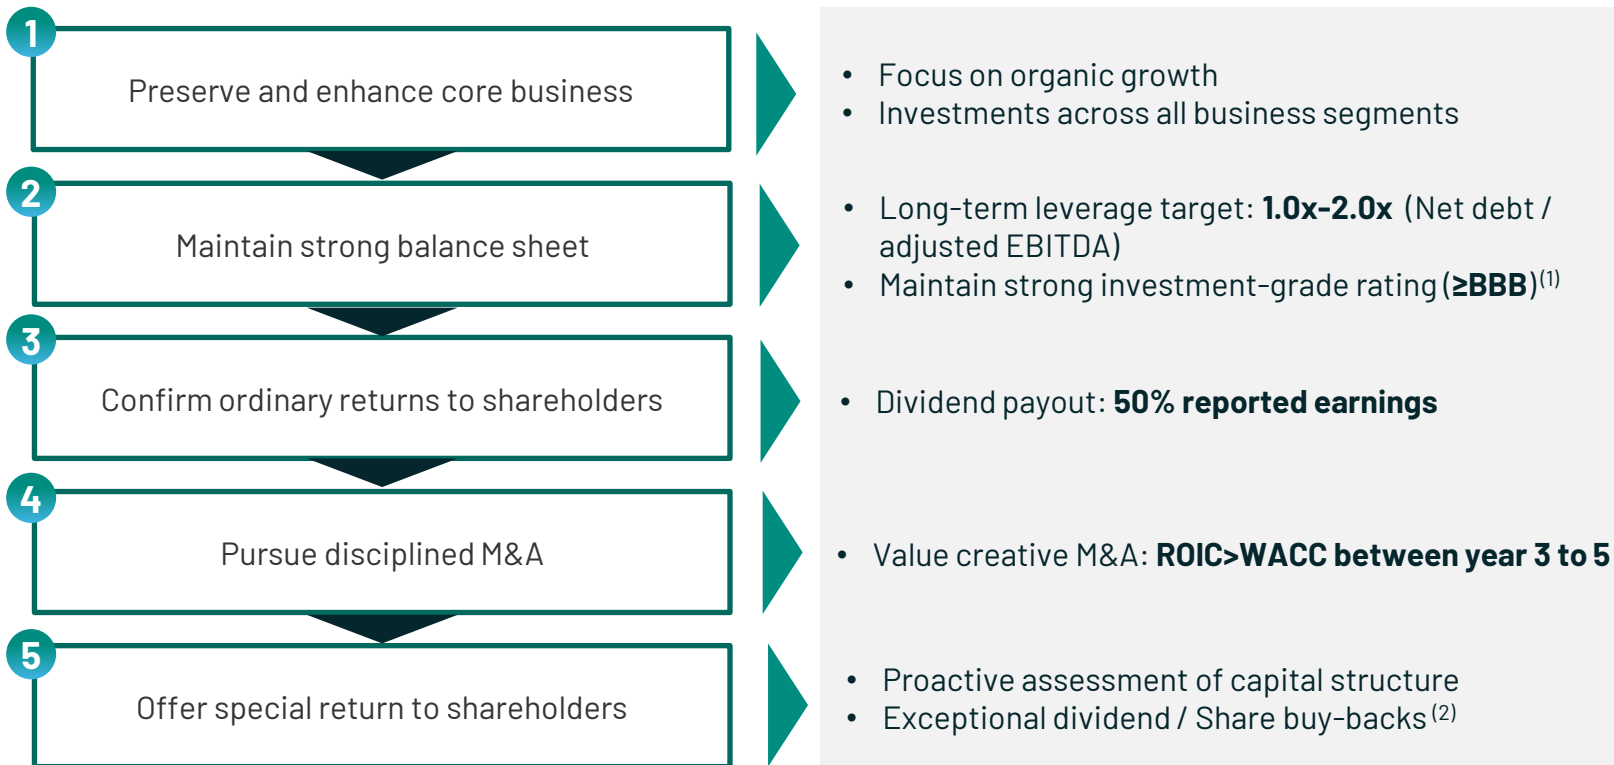 1
Preserve and enhance core business
• Focus on organic growth
• Investments across all business segments
2
Maintain strong balance sheet
• Long-term leverage target: 1.0x-2.0x (Net debt /
adjusted EBITDA)
• Maintain strong investment-grade rating (≥BBB)(1)
3
Confirm ordinary returns to shareholders
• Dividend payout: 50% reported earnings
4
Pursue disciplined M&A
• Value creative M&A: ROIC>WACC between year 3 to 5
5
Offer special return to shareholders
• Proactive assessment of capital structure
• Exceptional dividend / Share buy-backs (2)